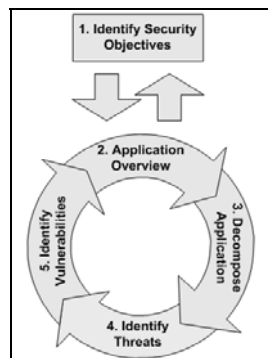 1. Identify Security
Objectives
2. Application
Overview
3. Decompose
Application
4. Identify
Threats
5. Identify
Vulnerabilities